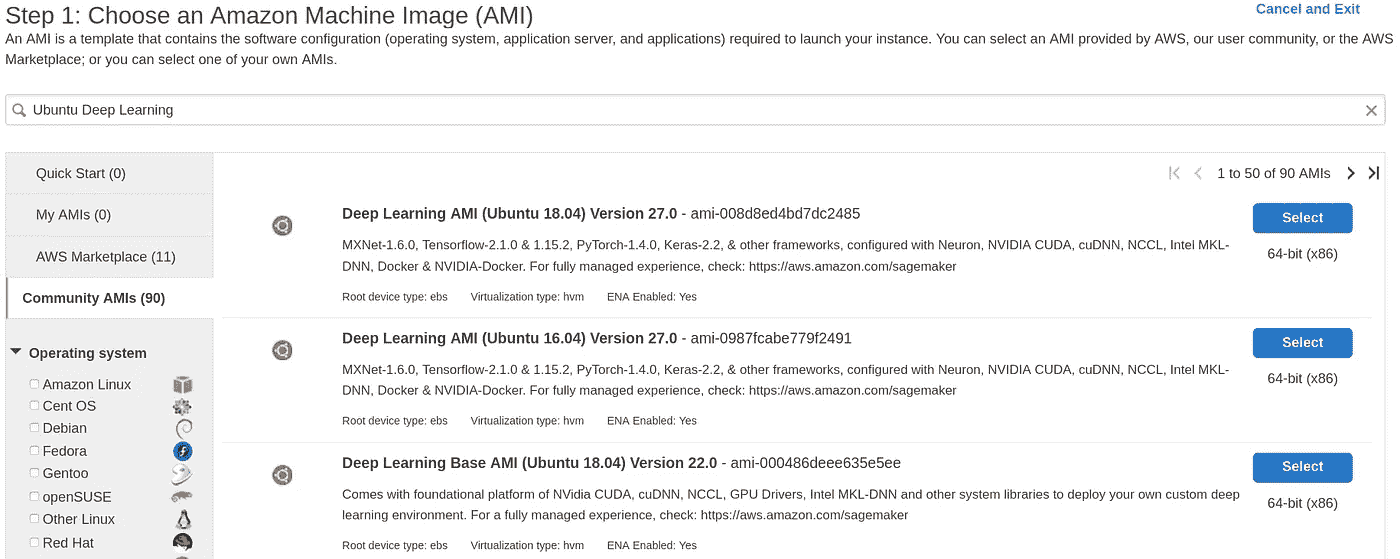 Step 1: Choose an Amazon Machine Image (AMI)
Cancel and Exit
An AMI is a template that contains the software configuration (operating system, application server, and applications) required to launch your instance. You can select an AMI provided by AWS, our user community, or the AWS
Marketplace; or you can select one of your own AMIs.
Ubuntu Deep Learning
Quick Start (0)
My AMIs (0)
AWS Marketplace (11)
Community AMIs (90)
Operating system
Amazon Linux
Cent OS
Debian
Fedora
Gentoo
openSUSE
Other Linux
Red Hat
1 to 50 of 90 AMIs
Deep Learning AMI (Ubuntu 18.04) Version 27.0 - ami-008d8ed4bd7dc2485
MXNet-1.6.0, Tensorflow-2.1.0 & 1.15.2, PyTorch-1.4.0, Keras-2.2, & other frameworks, configured with Neuron, NVIDIA CUDA, cuDNN, NCCL, Intel MKL-
DNN, Docker & NVIDIA-Docker. For fully managed experience, check: https://aws.amazon.com/sagemaker
Root device type: ebs Virtualization type: hvm ENA Enabled: Yes
Select
64-bit (x86)
Deep Learning AMI (Ubuntu 16.04) Version 27.0 - ami-0987fcabe779f2491
MXNet-1.6.0, Tensorflow-2.1.0 & 1.15.2, PyTorch-1.4.0, Keras-2.2, & other frameworks, configured with Neuron, NVIDIA CUDA, cuDNN, NCCL, Intel MKL-
DNN, Docker & NVIDIA-Docker. For fully managed experience, check: https://aws.amazon.com/sagemaker
Root device type: ebs Virtualization type: hvm ENA Enabled: Yes
Select
64-bit (x86)
Deep Learning Base AMI (Ubuntu 18.04) Version 22.0 - ami-000486deee635e5ee
Comes with foundational platform of NVidia CUDA, cuDNN, NCCL, GPU Drivers, Intel MKL-DNN and other system libraries to deploy your own custom deep
learning environment. For a fully managed experience, check: https://aws.amazon.com/sagemaker
Root device type: ebs Virtualization type: hvm ENA Enabled: Yes
Select
64-bit (x86)